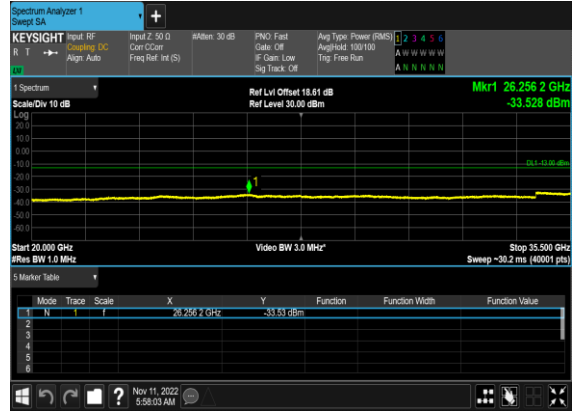 Spectrum Analyzer 1
Swept SA
+
KEYSIGHT Input: RF Input Z: 50 Ω #Atten: 30 dB PNO: Fast Avg Type: Power (RMS) 1 2 3 4 5 6
R T Coupling: DC Corr CCorr Gate: Off Avg|Hold: 100/100 A W W W W W
Align: Auto Freq Ref: Int (S) IF Gain: Low Trig: Free Run
Sig Track: Off A N N N N N
1 Spectrum Ref Lvl Offset 18.61 dB Mkr1 26.256 2 GHz
Scale/Div 10 dB Ref Level 30.00 dBm -33.528 dBm
Log
20.0
10.0
0.00
-10.0 DL1 -13.00 dBm
-20.0
-30.0 1
-40.0
-50.0
-60.0
Start 20.000 GHz Video BW 3.0 MHz* Stop 35.500 GHz
#Res BW 1.0 MHz Sweep ~30.2 ms (40001 pts)
5 Marker Table
Mode Trace Scale X Y Function Function Width Function Value
1 N 1 f 26.256 2 GHz -33.53 dBm
2
3
4
5
6
? Nov 11, 2022
5:58:03 AM